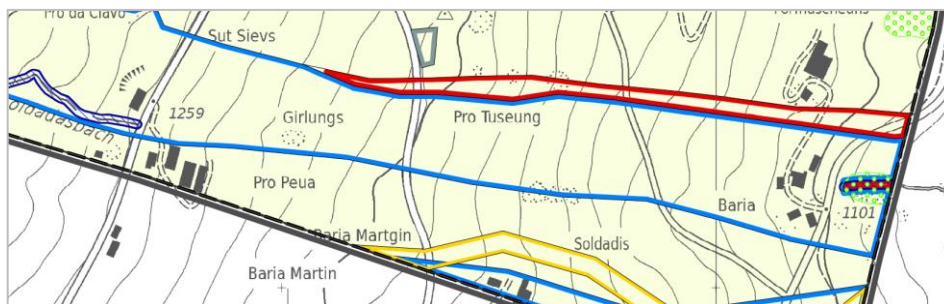 Pro da Clavo
Sut Sievs
1259
Girlungs
Pro Tuseung
Pro Peua
Baria
1101
Baria Martgin
Soldadis
Baria Martin